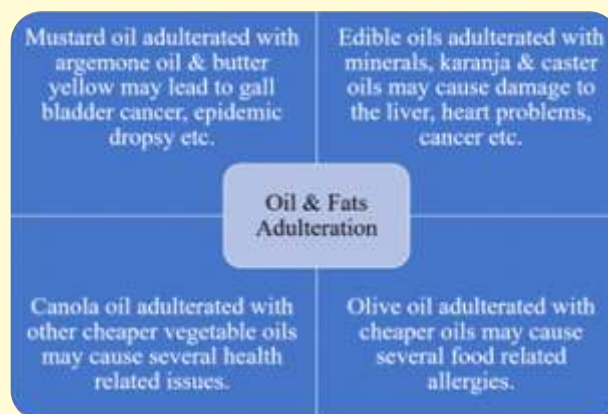 Mustard oil adulterated with
argemone oil & butter
yellow may lead to gall
bladder cancer, epidemic
dropsy etc.
Edible oils adulterated with
minerals, karanja & caster
oils may cause damage to
the liver, heart problems,
cancer etc.
Oil & Fats
Adulteration
Canola oil adulterated with
other cheaper vegetable oils
may cause several health
related issues.
Olive oil adulterated with
cheaper oils may cause
several food related
allergies.